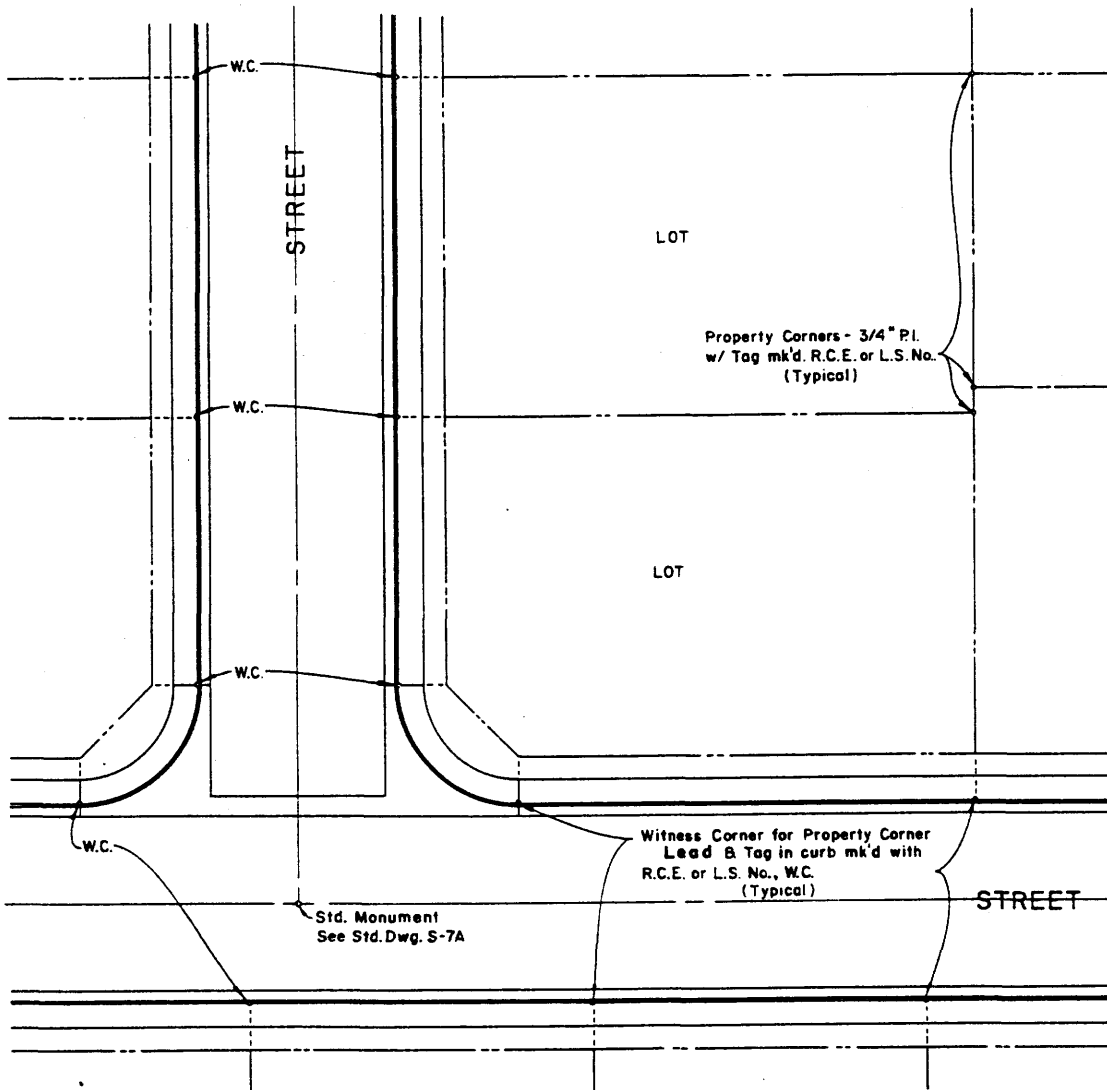 W.C.
STREET
LOT
Property Corners - 3/4" P.I.
w/ Tag mk'd. R.C.E. or L.S. No..
(Typical)
W.C.
LOT
W.C.
W.C.
Witness Corner for Property Corner
Lead & Tag in curb mk'd with
R.C.E. or L.S. No., W.C.
(Typical)
STREET
Std. Monument
See Std. Dwg. S-7A